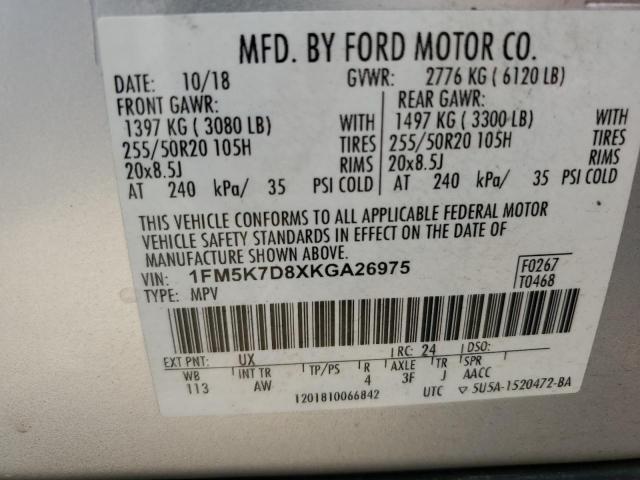 MFD. BY FORD MOTOR CO.
DATE: 10/18 GVWR: 2776 KG ( 6120 LB)
FRONT GAWR: REAR GAWR:
1397 KG ( 3080 LB) WITH 1497 KG ( 3300 LB) WITH
255/50R20 105H TIRES 255/50R20 105H TIRES
20x8.5J RIMS 20x8.5J RIMS
AT 240 kPa/ 35 PSI COLD AT 240 kPa/ 35 PSI COLD
THIS VEHICLE CONFORMS TO ALL APPLICABLE FEDERAL MOTOR
VEHICLE SAFETY STANDARDS IN EFFECT ON THE DATE OF
MANUFACTURE SHOWN ABOVE.
VIN: 1FM5K7D8XKGA26975 F0267
TYPE: MPV T0468
EXT PNT: UX RC: 24 DSO:
WB INT TR TP/PS R AXLE TR SPR
113 AW 4 3F J AACC
1201810066842 UTC ▽ 5U5A-1520472-BA